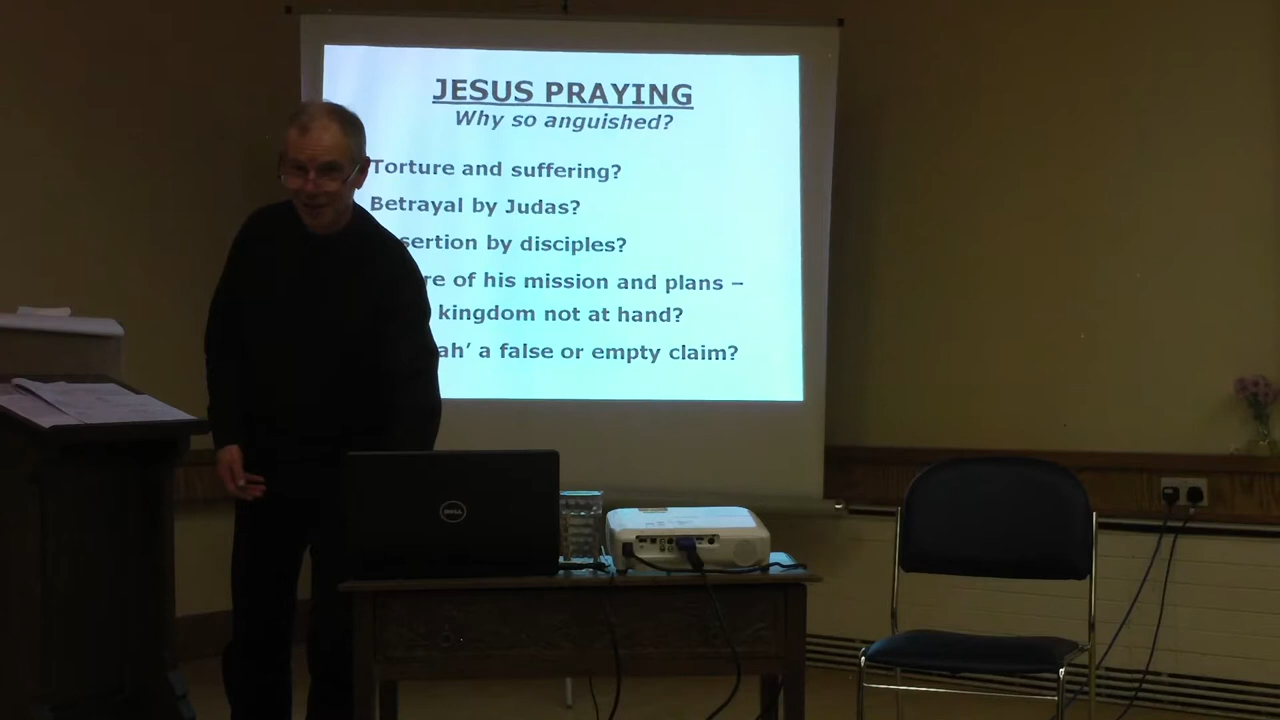 JESUS PRAYING
Why so anguished?
Torture and suffering?
Betrayal by Judas?
sertion by disciples?
re of his mission and plans –
kingdom not at hand?
ah’ a false or empty claim?
DELL